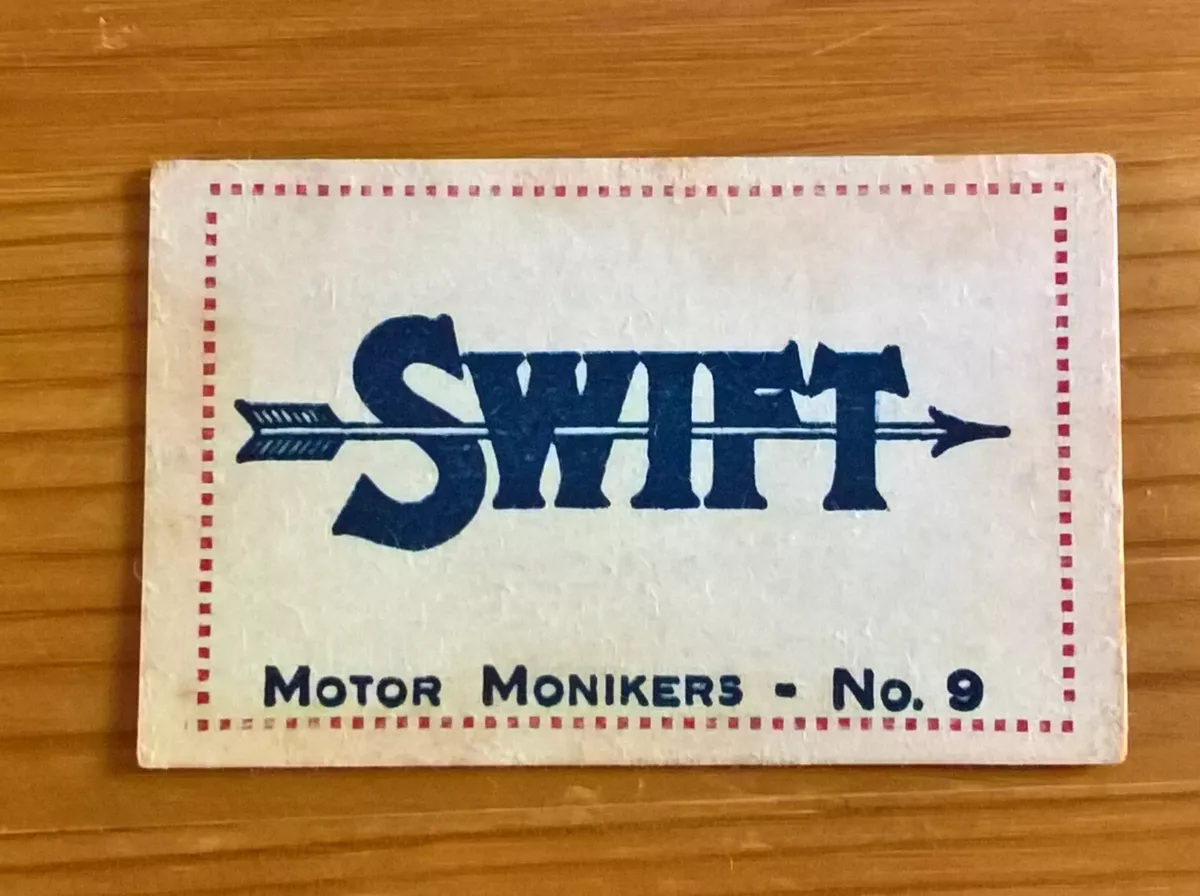 SWIFT
MOTOR MONIKERS - No. 9